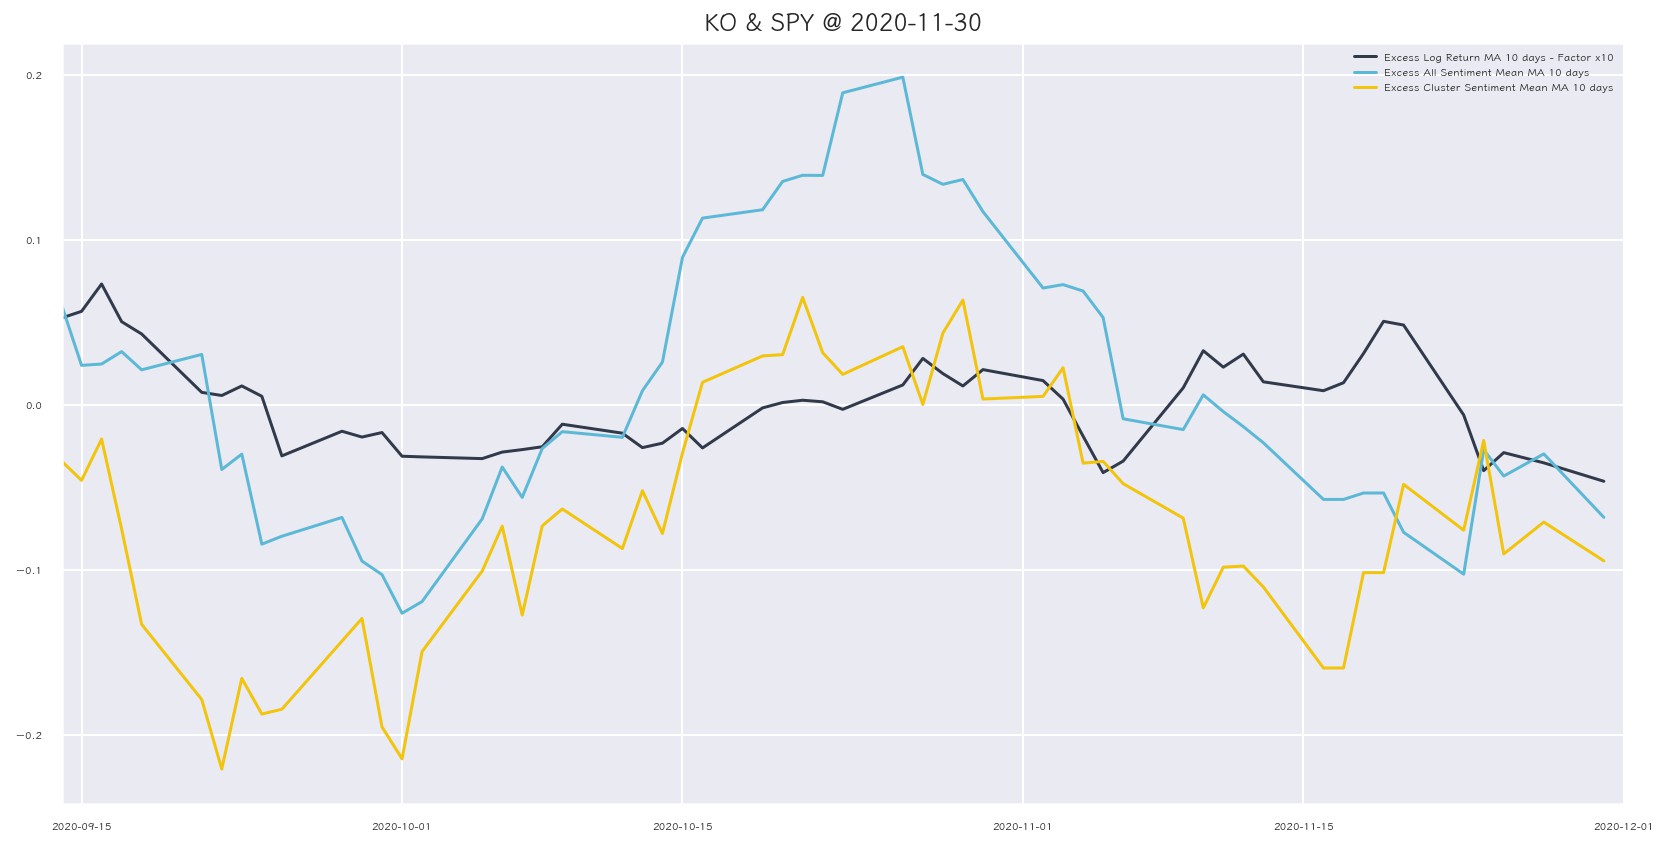 KO & SPY @ 2020-11-30
Excess Log Return MA 10 days - Factor x10
Excess All Sentiment Mean MA 10 days
Excess Cluster Sentiment Mean MA 10 days
0.2
0.1
0.0
−0.1
−0.2
2020-09-15 2020-10-01 2020-10-15 2020-11-01 2020-11-15 2020-12-01